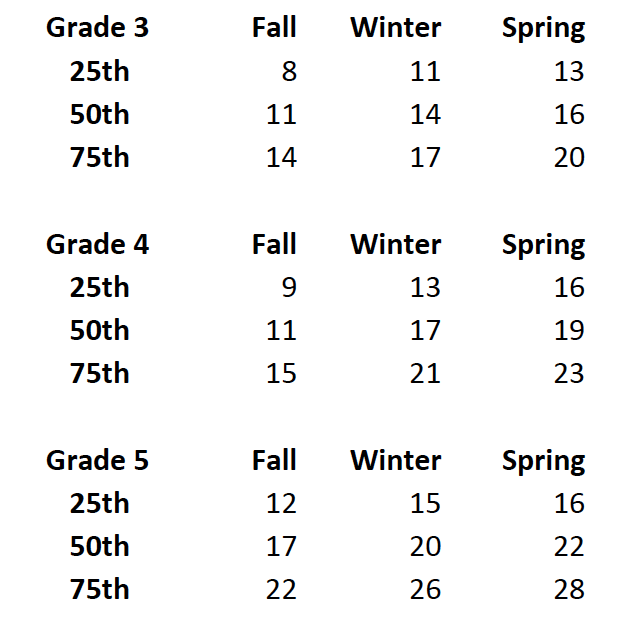 Grade 3 Fall Winter Spring
25th 8 11 13
50th 11 14 16
75th 14 17 20
Grade 4 Fall Winter Spring
25th 9 13 16
50th 11 17 19
75th 15 21 23
Grade 5 Fall Winter Spring
25th 12 15 16
50th 17 20 22
75th 22 26 28